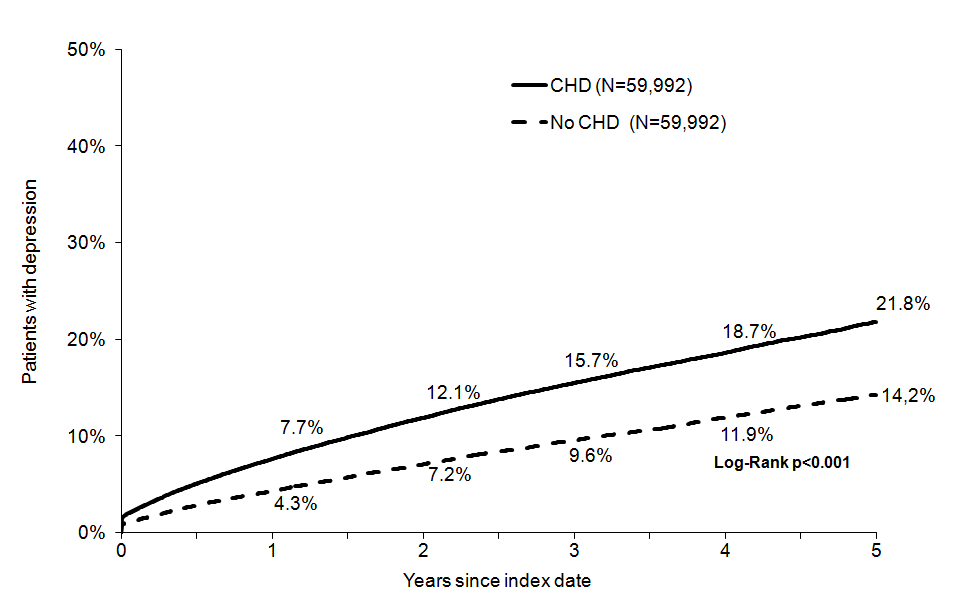 50%
40%
30%
20%
10%
0%
Patients with depression
CHD (N=59,992)
No CHD (N=59,992)
21.8%
18.7%
15.7%
12.1%
7.7%
14,2%
11.9%
9.6%
7.2%
4.3%
Log-Rank p<0.001
0 1 2 3 4 5
Years since index date